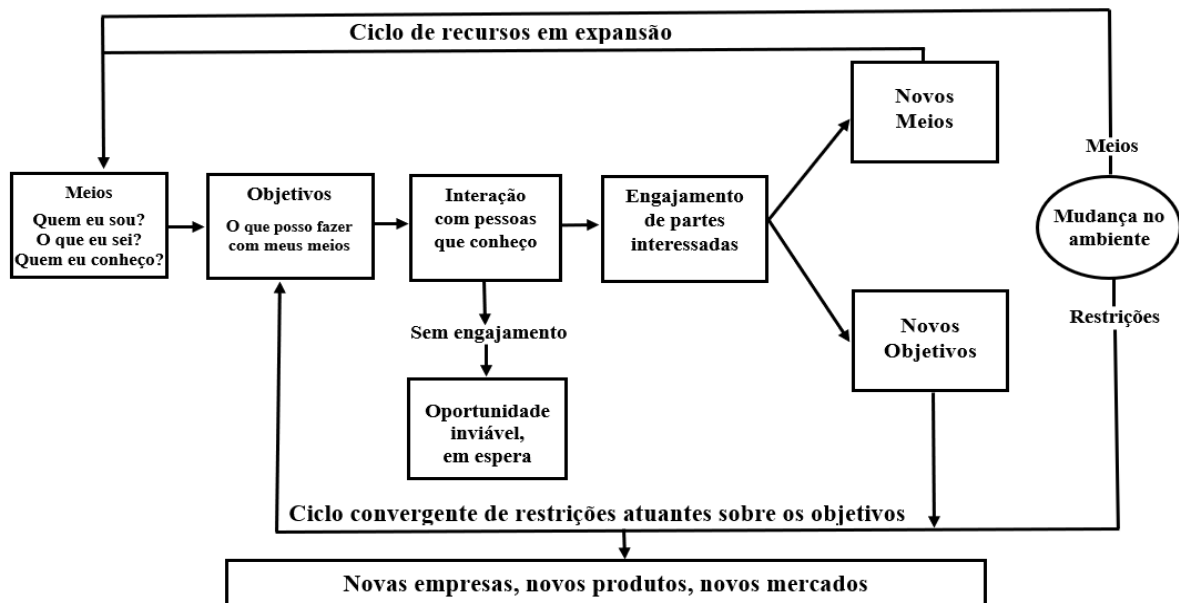 Ciclo de recursos em expansão
Novos
Meios
Meios
Mudança no
ambiente
Restrições
Meios
Quem eu sou?
O que eu sei?
Quem eu conheço?
Objetivos
O que posso fazer
com meus meios
Interação
com pessoas
que conheço
Engajamento
de partes
interessadas
Sem engajamento
Oportunidade
inviável,
em espera
Novos
Objetivos
Ciclo convergente de restrições atuantes sobre os objetivos
Novas empresas, novos produtos, novos mercados